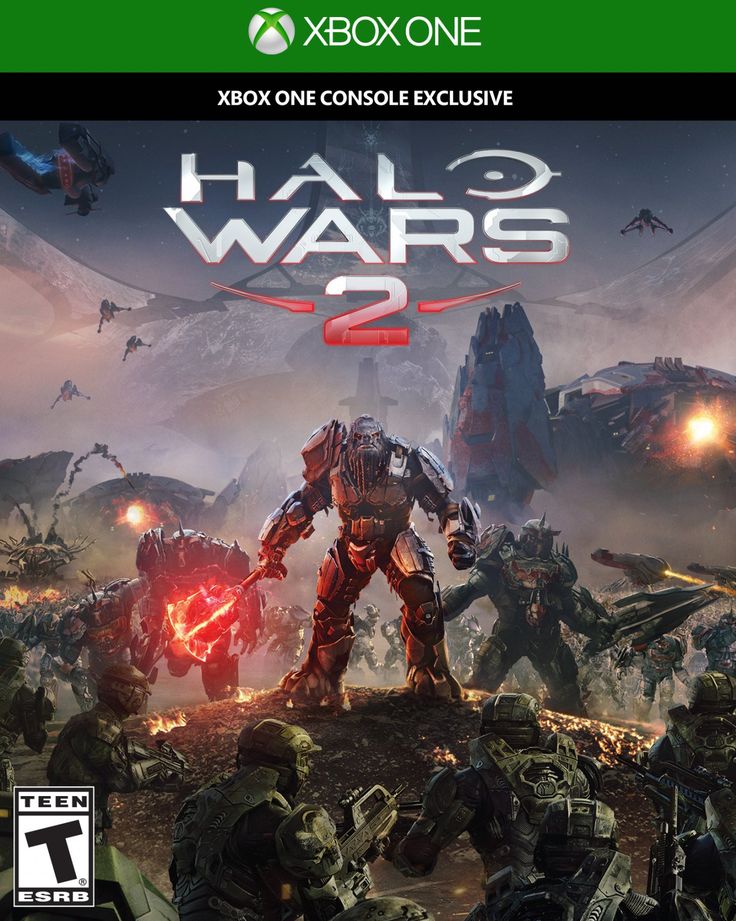 XBOX ONE
XBOX ONE CONSOLE EXCLUSIVE
HALO
WARS
2
TEEN
T
®
ESRB